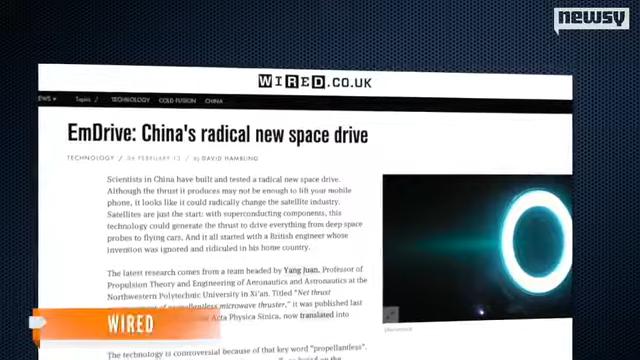 newsy
WIRED.CO.UK
NEWS
Topics / TECHNOLOGY COLD FUSION CHINA
EmDrive: China's radical new space drive
TECHNOLOGY / 06 FEBRUARY 13 / by DAVID HAMBLING
Scientists in China have built and tested a radical new space drive.
Although the thrust it produces may not be enough to lift your mobile
phone, it looks like it could radically change the satellite industry.
Satellites are just the start: with superconducting components, this
technology could generate the thrust to drive everything from deep space
probes to flying cars. And it all started with a British engineer whose
invention was ignored and ridiculed in his home country.
The latest research comes from a team headed by Yang Juan, Professor of
Propulsion Theory and Engineering of Aeronautics and Astronautics at the
Northwestern Polytechnic University in Xi'an. Titled "Net thrust
of propellantless microwave thruster," it was published last
Acta Physica Sinica, now translated into
Shutterstock
WIRED
The technology is controversial because of that key word "propellantless".